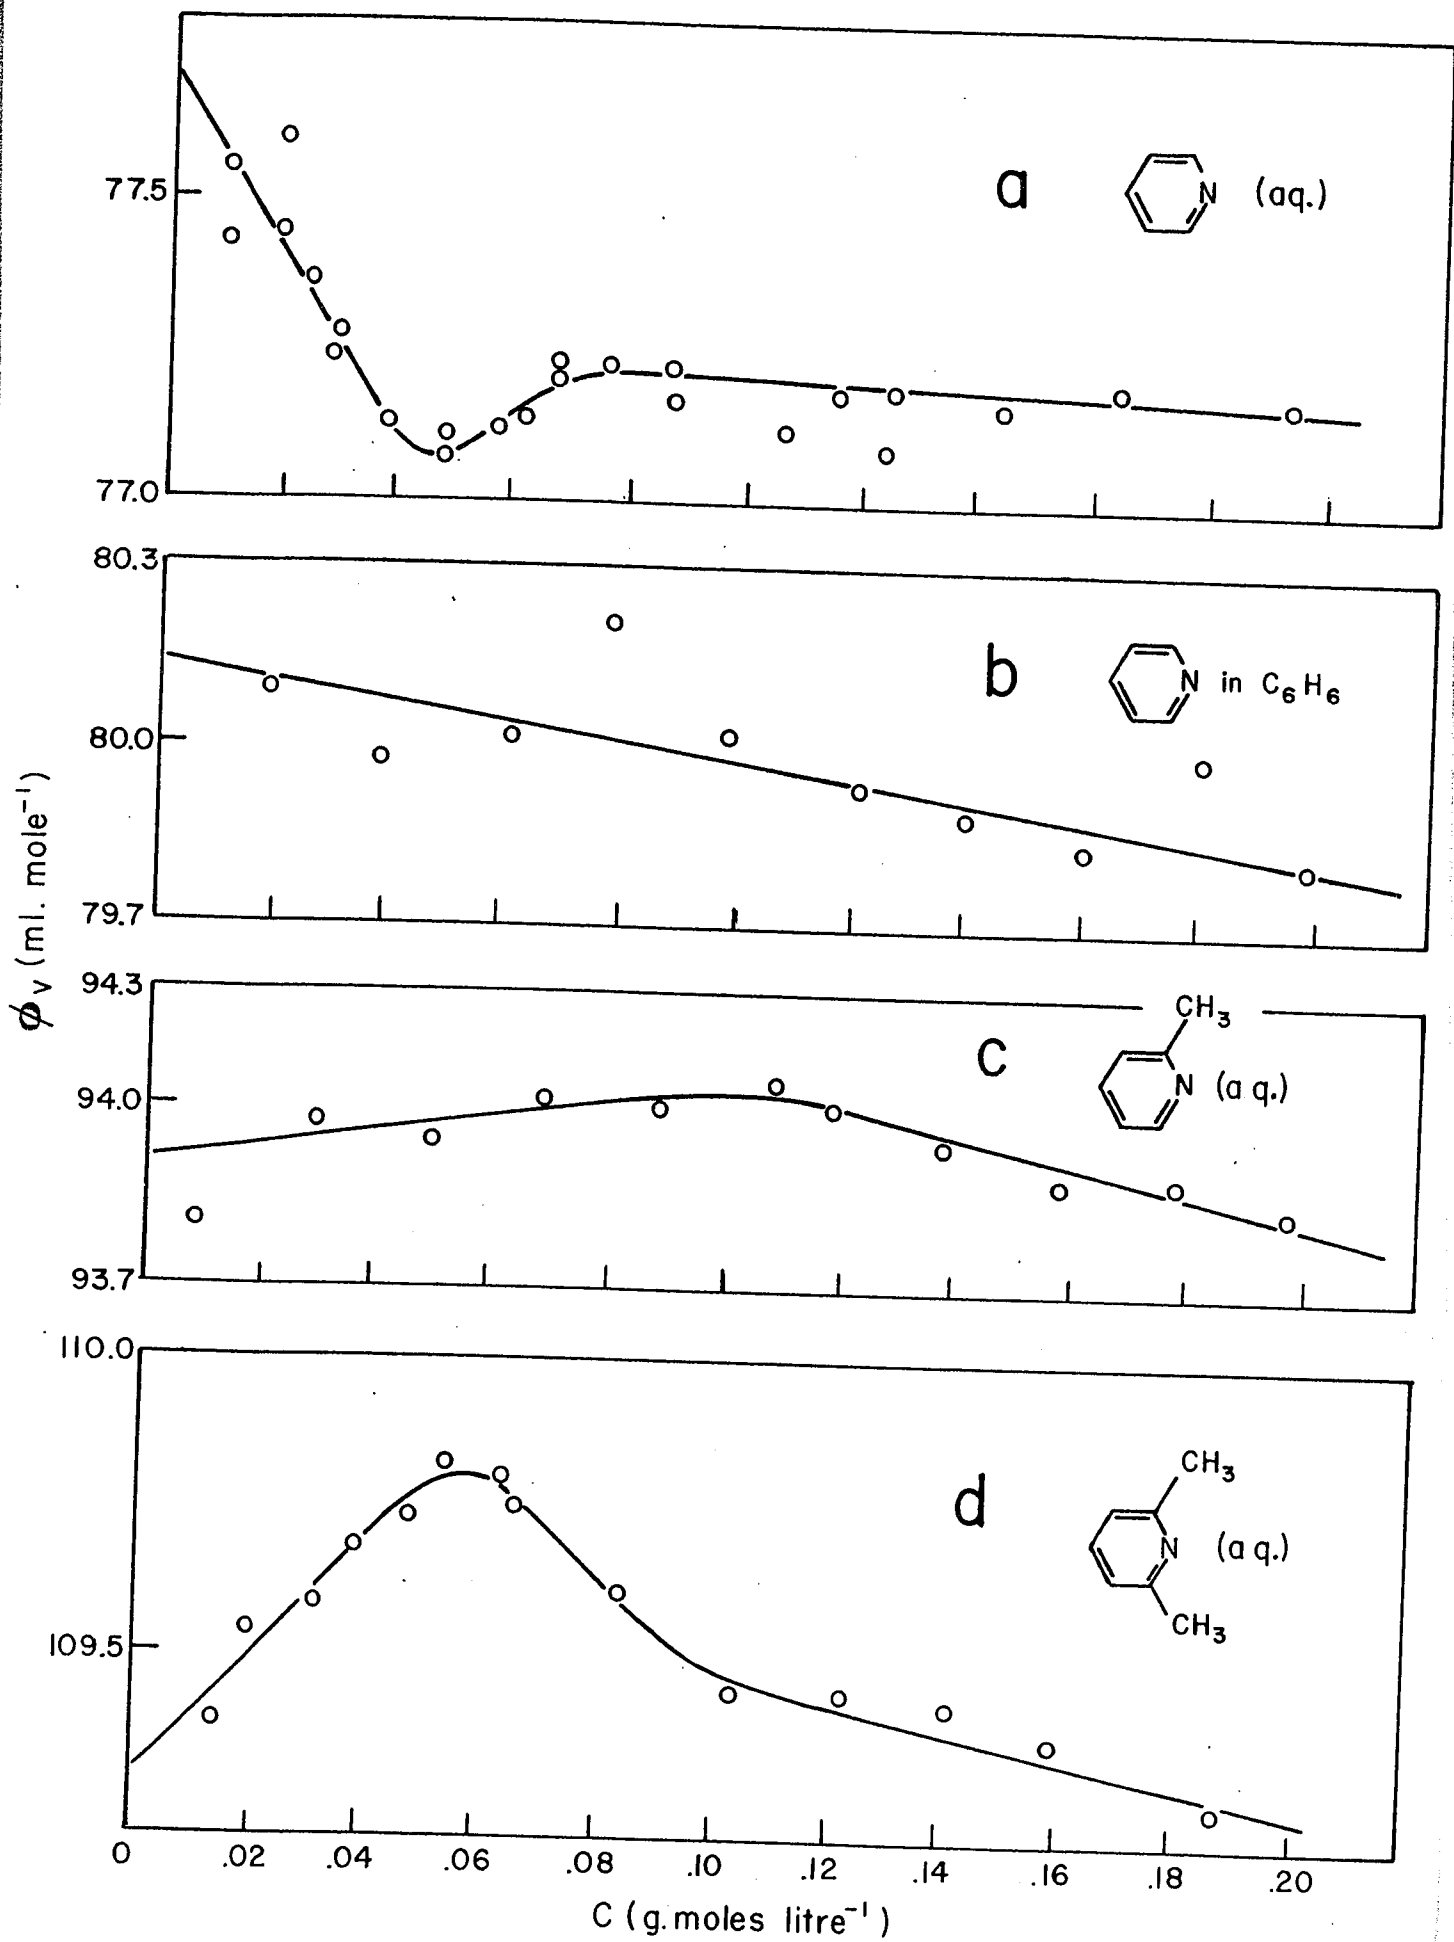 77.5
77.0
a N (aq.)
80.3
80.0
79.7
b N in C₆H₆
94.3
94.0
93.7
c CH₃
N (aq.)
110.0
109.5
d CH₃
N (aq.)
CH₃
ϕᵥ (ml. mole⁻¹)
0 .02 .04 .06 .08 .10 .12 .14 .16 .18 .20
C (g.moles litre⁻¹)